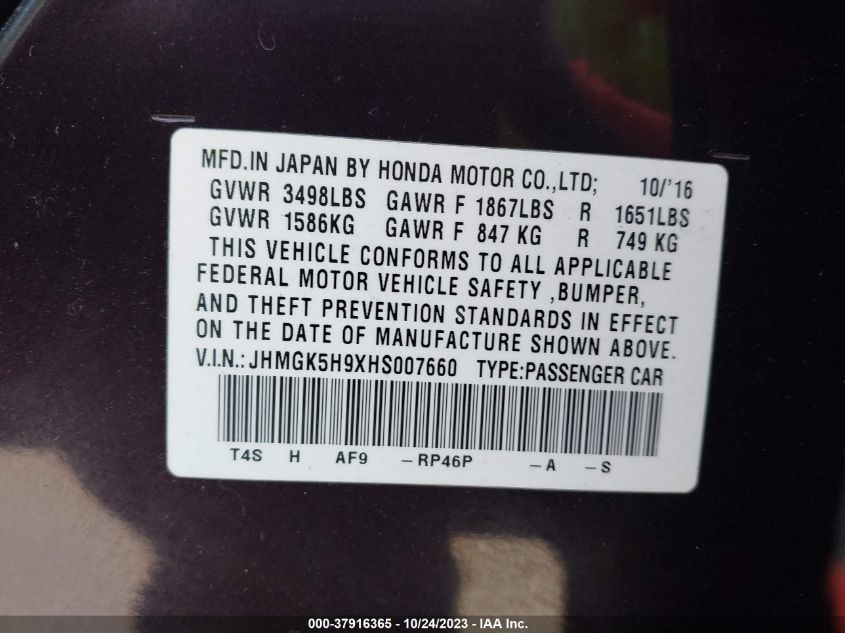 MFD.IN JAPAN BY HONDA MOTOR CO.,LTD; 10/'16
GVWR 3498LBS GAWR F 1867LBS R 1651LBS
GVWR 1586KG GAWR F 847 KG R 749 KG
THIS VEHICLE CONFORMS TO ALL APPLICABLE
FEDERAL MOTOR VEHICLE SAFETY ,BUMPER,
AND THEFT PREVENTION STANDARDS IN EFFECT
ON THE DATE OF MANUFACTURE SHOWN ABOVE.
V.I.N.: JHMGK5H9XHS007660 TYPE:PASSENGER CAR
T4S H AF9 -RP46P -A -S
000-37916365 - 10/24/2023 - IAA Inc.